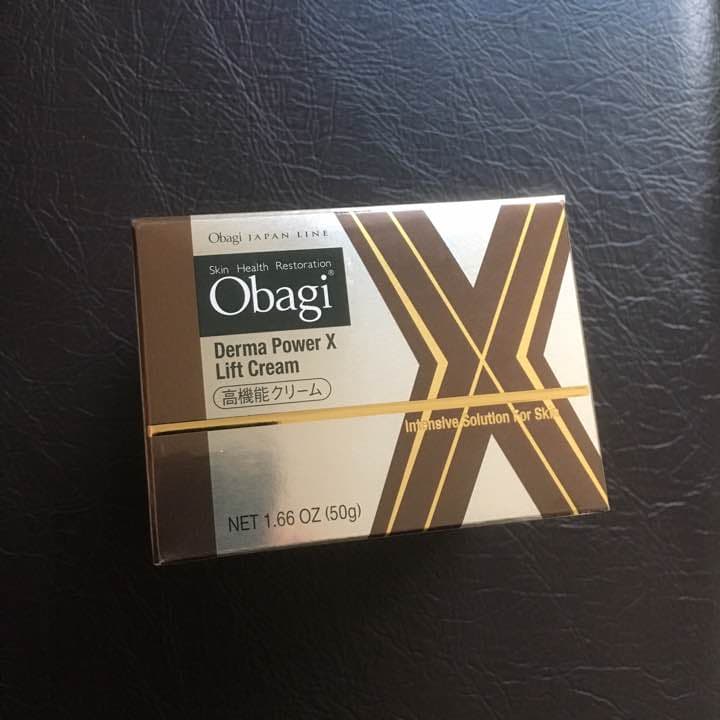 Obagi JAPAN LINE
Skin Health Restoration
Obagi®
Derma Power X
Lift Cream
高機能クリーム
Intensive Solution For Skin
NET 1.66 OZ (50g)